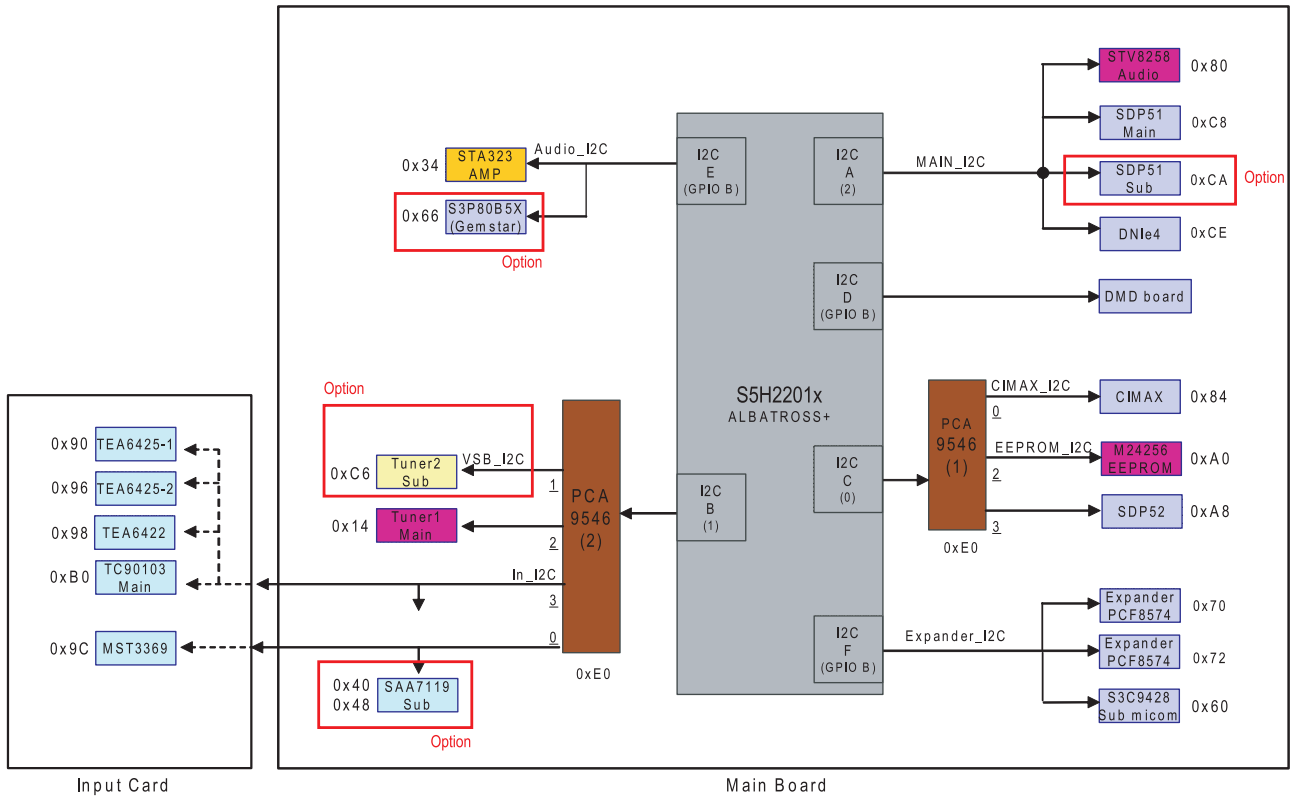 STV8258
Audio
0x80
SDP51
Main
0xC8
MAIN_I2C
SDP51
Sub
0xCA
Option
DNIe4
0xCE
Audio_I2C
0x34
STA323
AMP
0x66
S3P80B5X
(Gemstar)
Option
I2C
E
(GPIO B)
I2C
A
(2)
I2C
D
(GPIO B)
DMD board
S5H2201x
ALBATROSS+
I2C
C
(0)
I2C
B
(1)
I2C
F
(GPIO B)
PCA
9546
(1)
0xE0
CIMAX_I2C
0
CIMAX
0x84
EEPROM_I2C
2
M24256
EEPROM
0xA0
3
SDP52
0xA8
Expander_I2C
Expander
PCF8574
0x70
Expander
PCF8574
0x72
S3C9428
Sub micom
0x60
Option
0xC6
Tuner2
Sub
VSB_I2C
1
0x14
Tuner1
Main
2
In_I2C
3
0
PCA
9546
(2)
0xE0
0x40
0x48
SAA7119
Sub
Option
0x90
TEA6425-1
0x96
TEA6425-2
0x98
TEA6422
0xB0
TC90103
Main
0x9C
MST3369
Input Card
Main Board